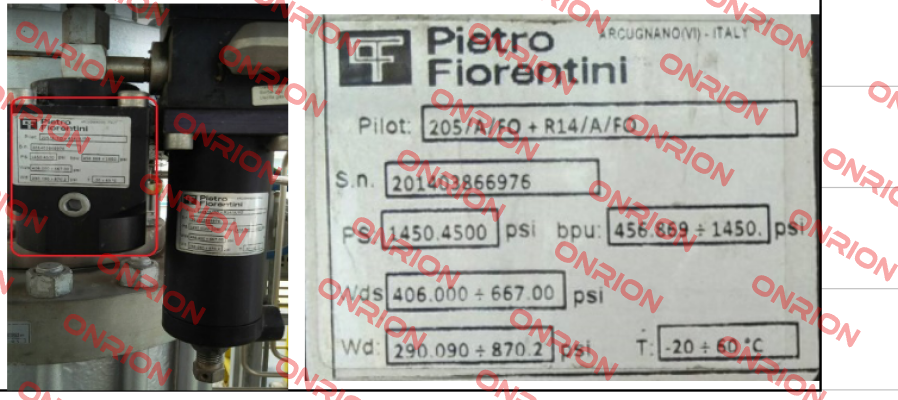 Pietro
Fiorentini
Pietro
Fiorentini
Pietro ARCUGNANO(VI) - ITALY
Fiorentini
Pilot: 205/A/FO + R14/A/FO
S.n. 201403866976
PS 1450.4500 psi bpu: 456.869 ÷ 1450. psi
Wds 406.000 ÷ 667.00 psi
Wd: 290.090 ÷ 870.2 psi T: -20 ÷ 60 °C
ONRION